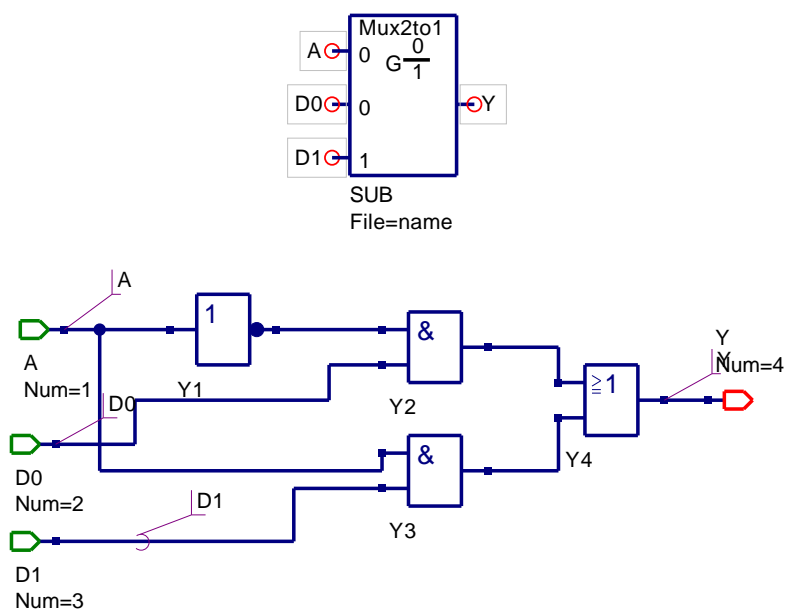 Mux2to1
A
0
G
0
1
D0
0
Y
D1
1
SUB
File=name
A
1
&
Y
Y
Num=4
A
Num=1
Y1
D0
≥1
Y2
D0
Num=2
&
Y4
D1
Y3
D1
Num=3